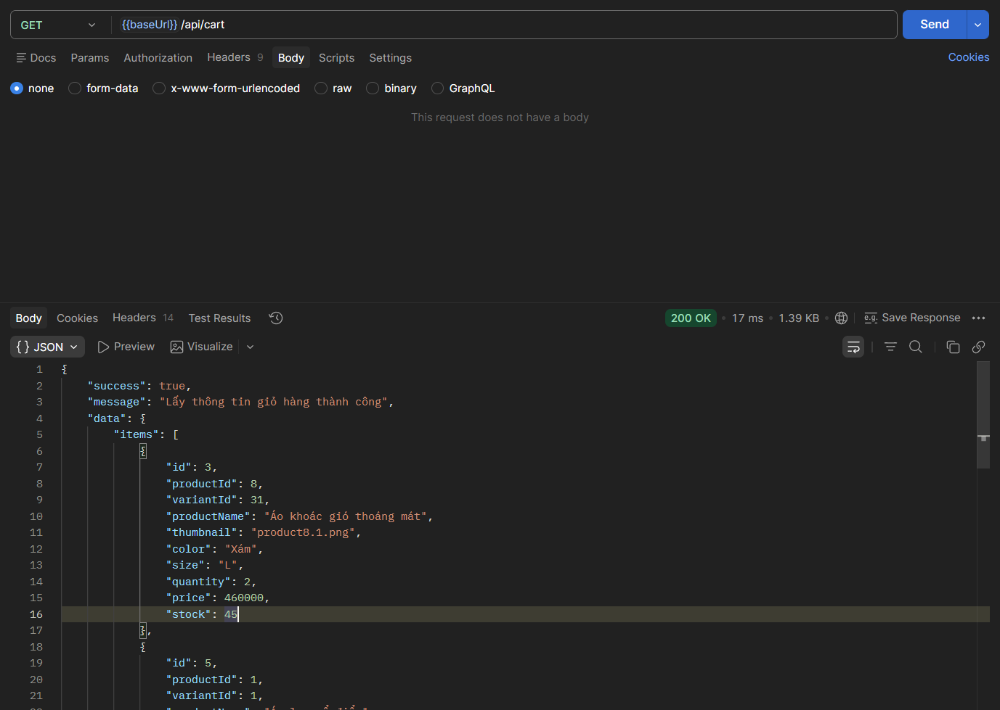 GET {{baseUrl}} /api/cart Send
Docs Params Authorization Headers 9 Body Scripts Settings Cookies
none form-data x-www-form-urlencoded raw binary GraphQL
This request does not have a body
Body Cookies Headers 14 Test Results 200 OK 17 ms 1.39 KB e.g. Save Response
{} JSON Preview Visualize
1 {
2 "success": true,
3 "message": "Lấy thông tin giỏ hàng thành công",
4 "data": {
5 "items": [
6 {
7 "id": 3,
8 "productId": 8,
9 "variantId": 31,
10 "productName": "Áo khoác gió thoáng mát",
11 "thumbnail": "product8.1.png",
12 "color": "Xám",
13 "size": "L",
14 "quantity": 2,
15 "price": 460000,
16 "stock": 45
17 },
18 {
19 "id": 5,
20 "productId": 1,
21 "variantId": 1,